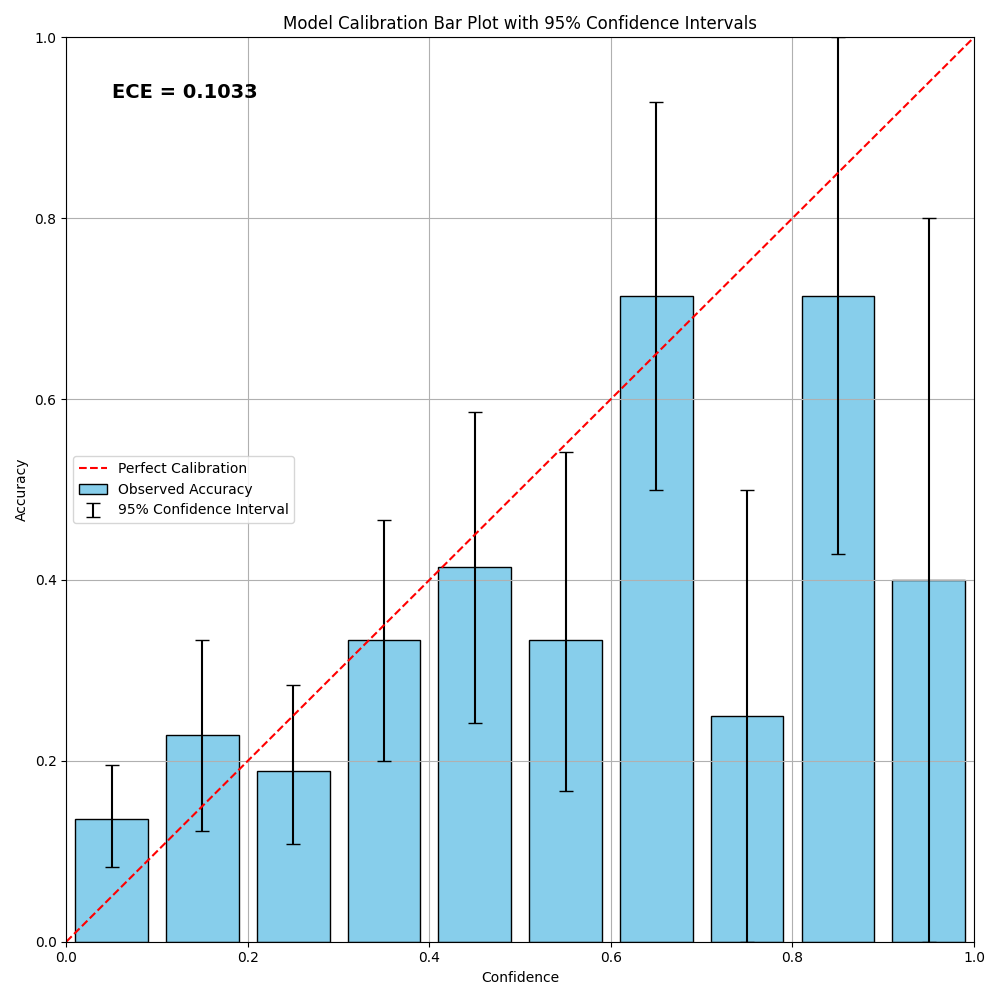 Model Calibration Bar Plot with 95% Confidence Intervals
1.0
ECE = 0.1033
0.8
0.6
Accuracy
Perfect Calibration
Observed Accuracy
95% Confidence Interval
0.4
0.2
0.0
0.0 0.2 0.4 0.6 0.8 1.0
Confidence